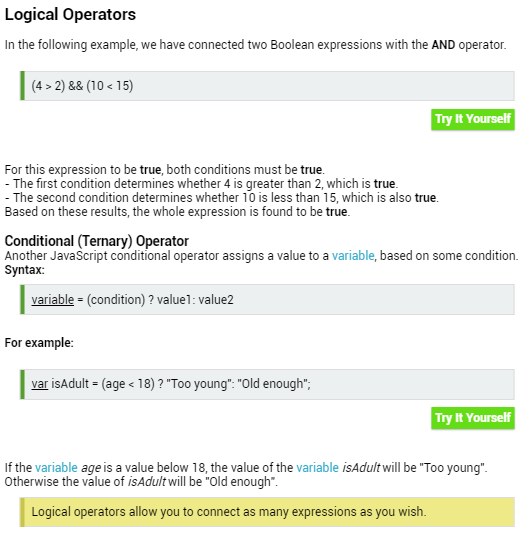 Logical Operators
In the following example, we have connected two Boolean expressions with the AND operator.
(4 > 2) && (10 < 15)
Try It Yourself
For this expression to be true, both conditions must be true.
- The first condition determines whether 4 is greater than 2, which is true.
- The second condition determines whether 10 is less than 15, which is also true.
Based on these results, the whole expression is found to be true.
Conditional (Ternary) Operator
Another JavaScript conditional operator assigns a value to a variable, based on some condition.
Syntax:
variable = (condition) ? value1: value2
For example:
var isAdult = (age < 18) ? "Too young": "Old enough";
Try It Yourself
If the variable age is a value below 18, the value of the variable isAdult will be "Too young".
Otherwise the value of isAdult will be "Old enough".
Logical operators allow you to connect as many expressions as you wish.